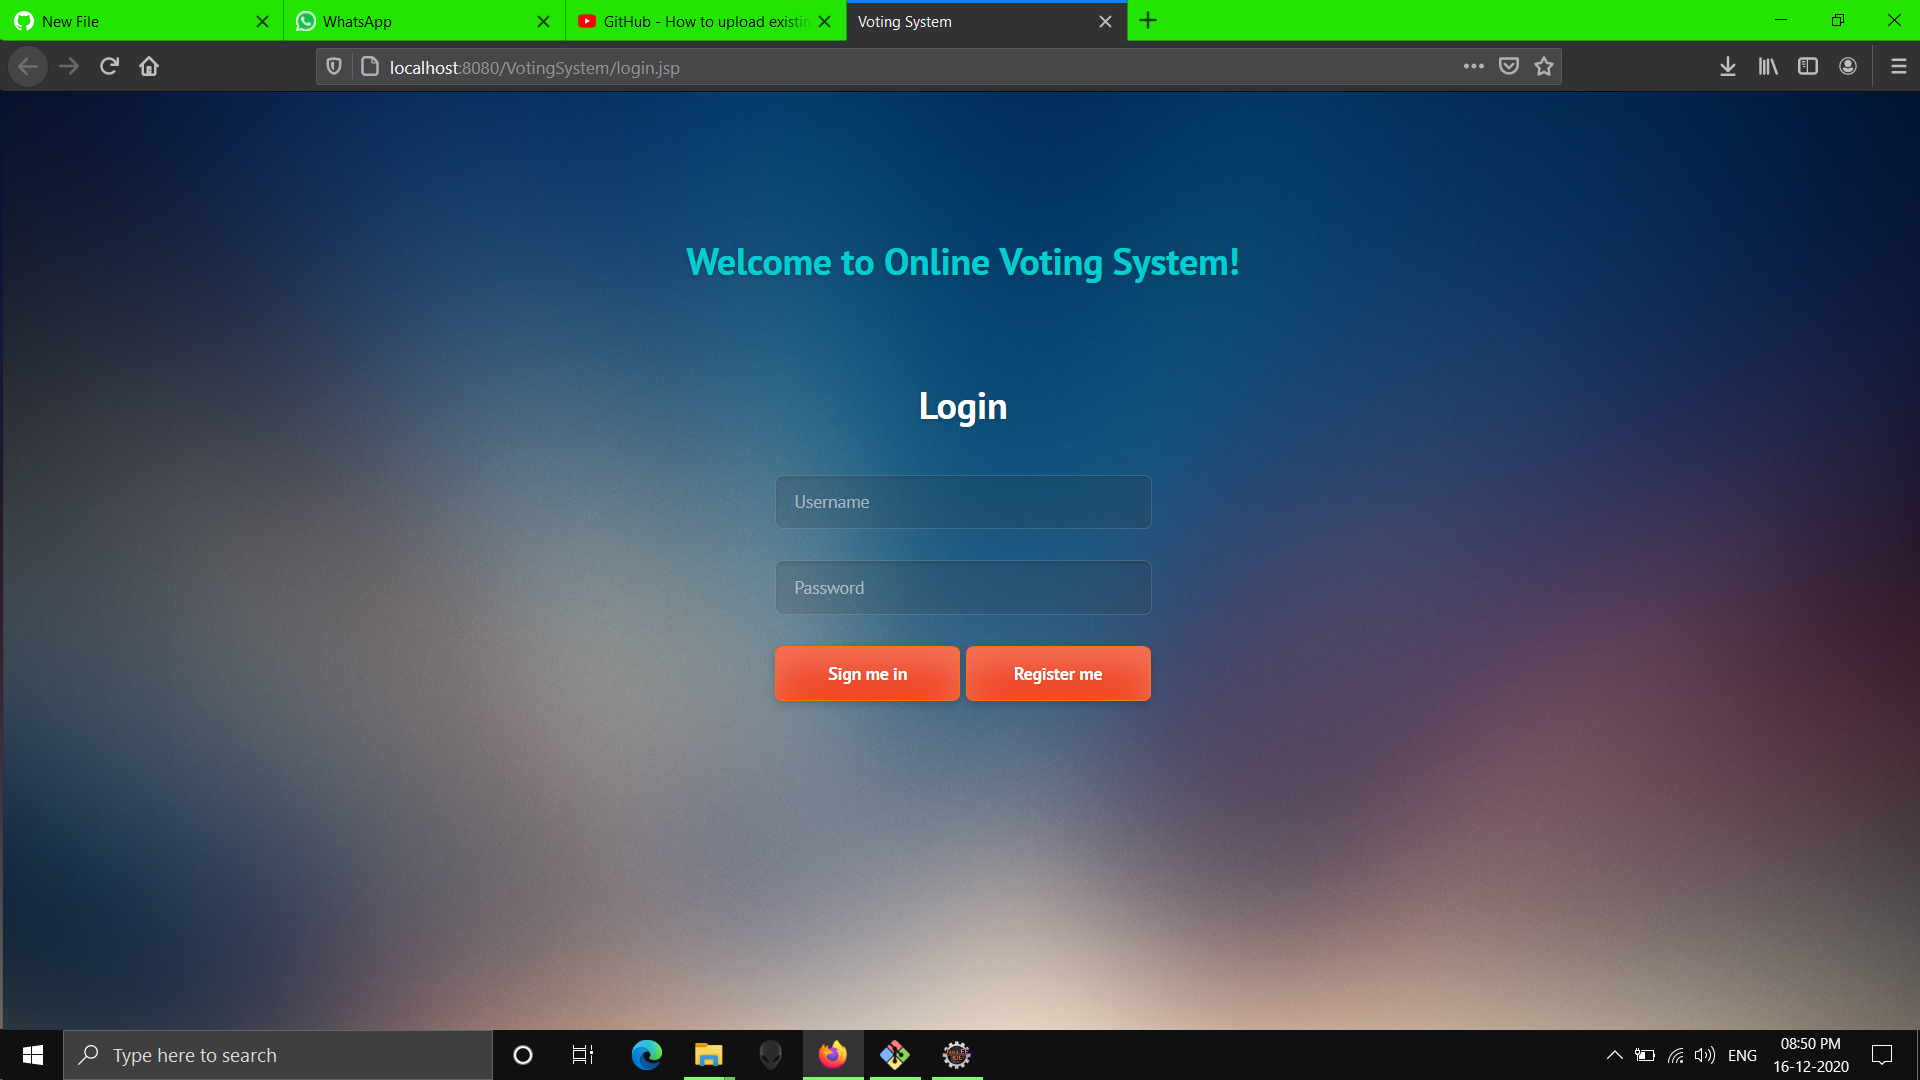 New File
WhatsApp
GitHub - How to upload existin
Voting System
localhost:8080/VotingSystem/login.jsp
Welcome to Online Voting System!
Login
Username
Password
Sign me in
Register me
Type here to search
ENG
08:50 PM
16-12-2020